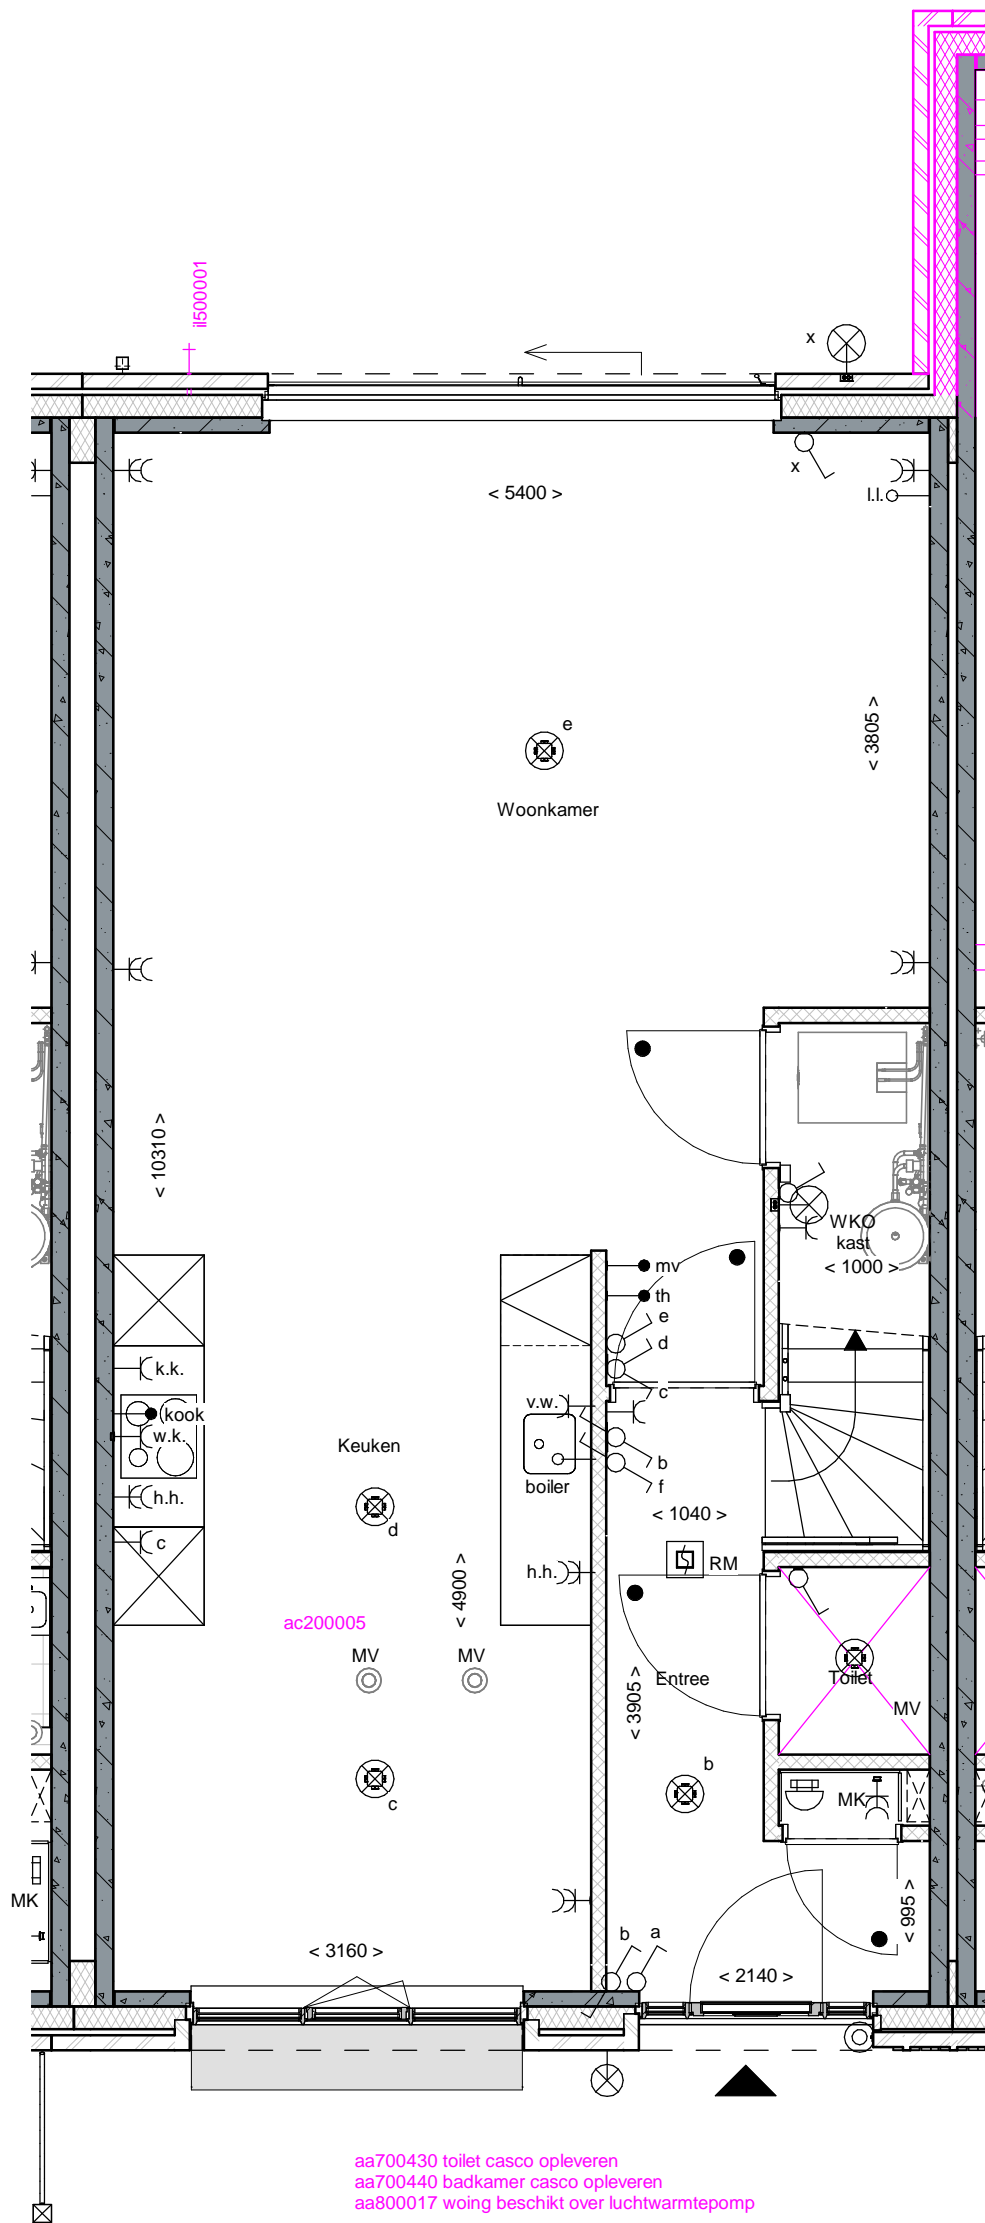 il500001
x
x
< 5400 >
l.l.
e
< 3805 >
Woonkamer
< 10310 >
WKO
kast
< 1000 >
mv
th
e
d
k.k.
c
v.w.
kook
w.k.
Keuken
b
boiler
f
h.h.
< 1040 >
d
c
h.h.
RM
< 4900 >
ac200005
MV
MV
Entree
Toilet
< 3905 >
MV
b
c
MK
MK
< 995 >
b
a
< 3160 >
< 2140 >
aa700430 toilet casco opleveren
aa700440 badkamer casco opleveren
aa800017 woing beschikt over luchtwarmtepomp